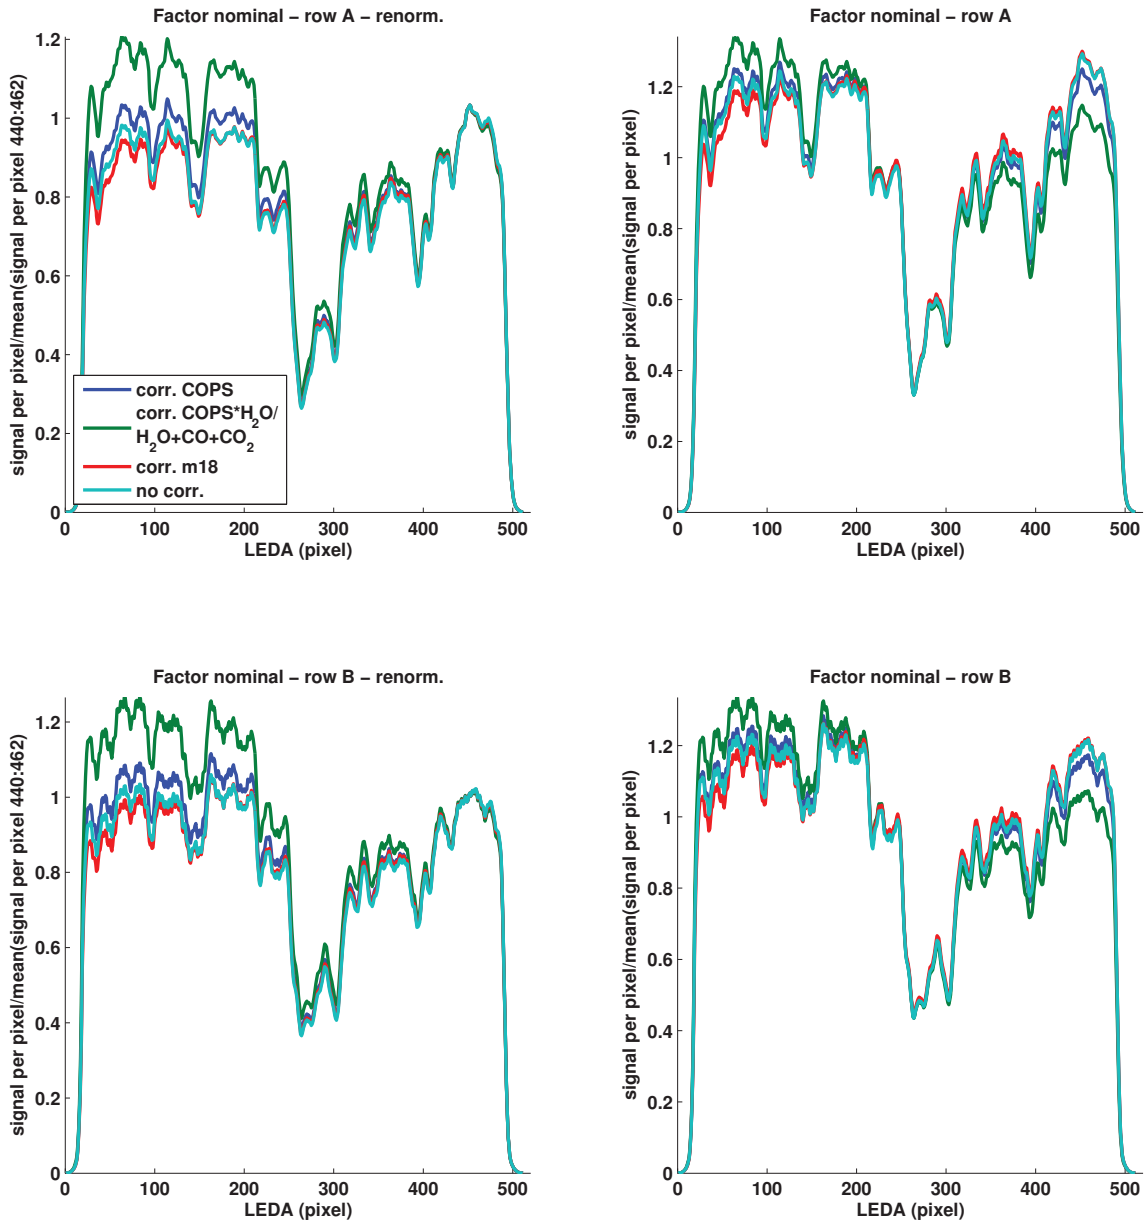 Factor nominal − row A − renorm.
signal per pixel/mean(signal per pixel 440:462)
1.2
1
0.8
0.6
0.4
0.2
0
corr. COPS
corr. COPS*H2O/
H2O+CO+CO2
corr. m18
no corr.
0 100 200 300 400 500
LEDA (pixel)
Factor nominal − row A
signal per pixel/mean(signal per pixel)
1.2
1
0.8
0.6
0.4
0.2
0
0 100 200 300 400 500
LEDA (pixel)
Factor nominal − row B − renorm.
signal per pixel/mean(signal per pixel 440:462)
1.2
1
0.8
0.6
0.4
0.2
0
0 100 200 300 400 500
LEDA (pixel)
Factor nominal − row B
signal per pixel/mean(signal per pixel)
1.2
1
0.8
0.6
0.4
0.2
0
0 100 200 300 400 500
LEDA (pixel)